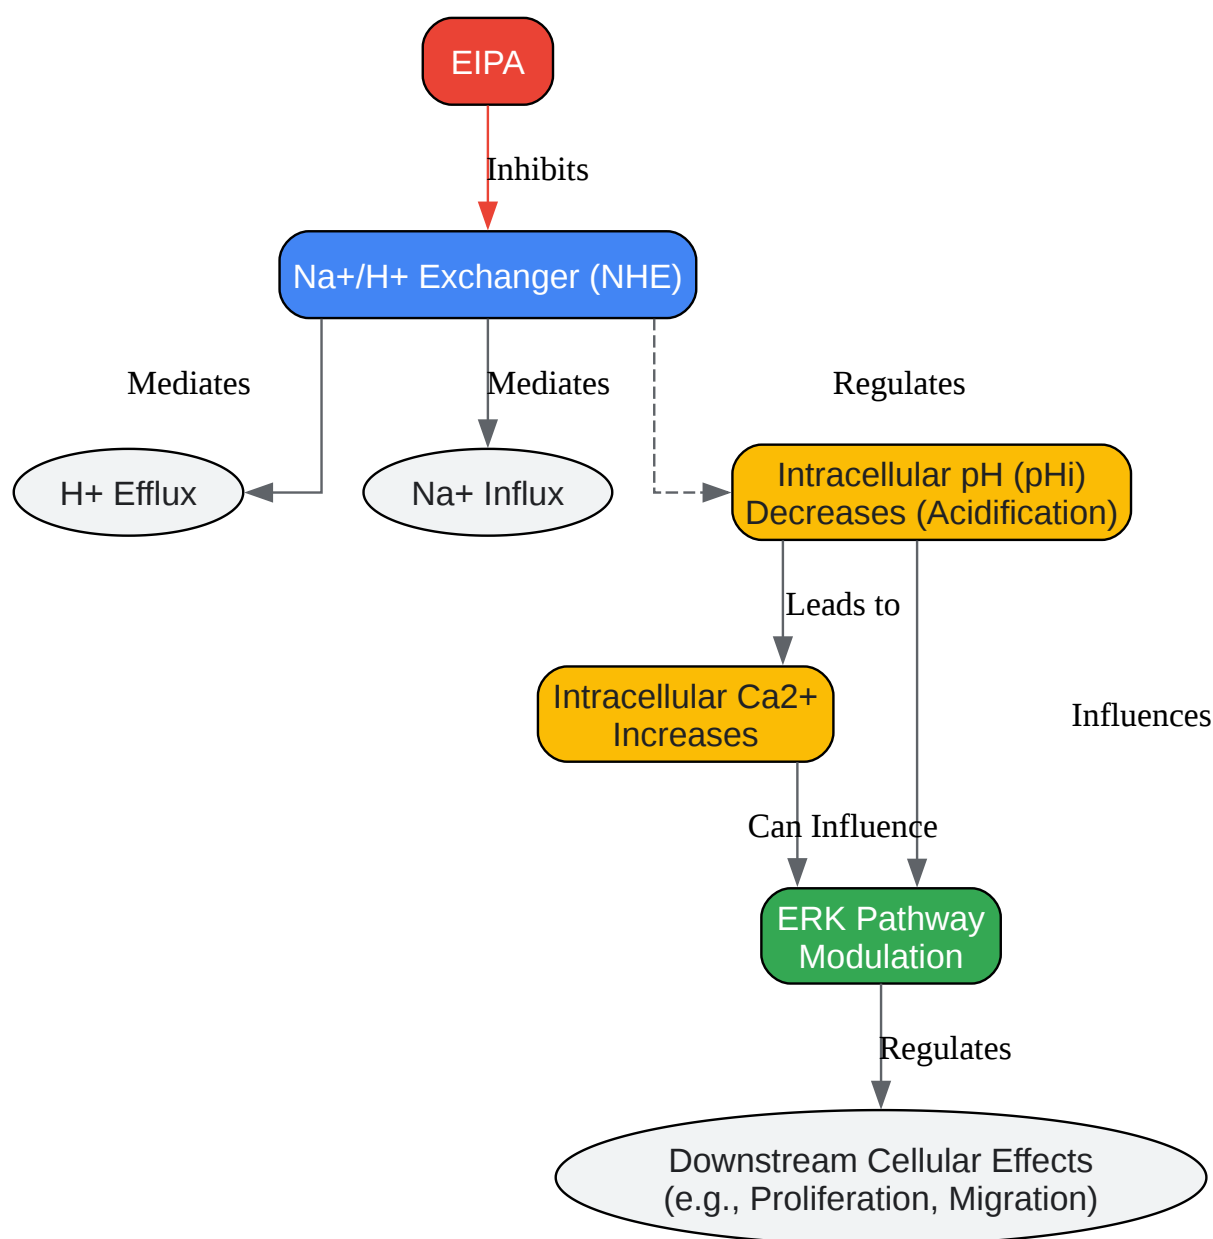 EIPA
Inhibits
Na+/H+ Exchanger (NHE)
Mediates
Mediates
Regulates
H+ Efflux
Na+ Influx
Intracellular pH (pHi)
Decreases (Acidification)
Leads to
Intracellular Ca2+
Increases
Influences
Can Influence
ERK Pathway
Modulation
Regulates
Downstream Cellular Effects
(e.g., Proliferation, Migration)